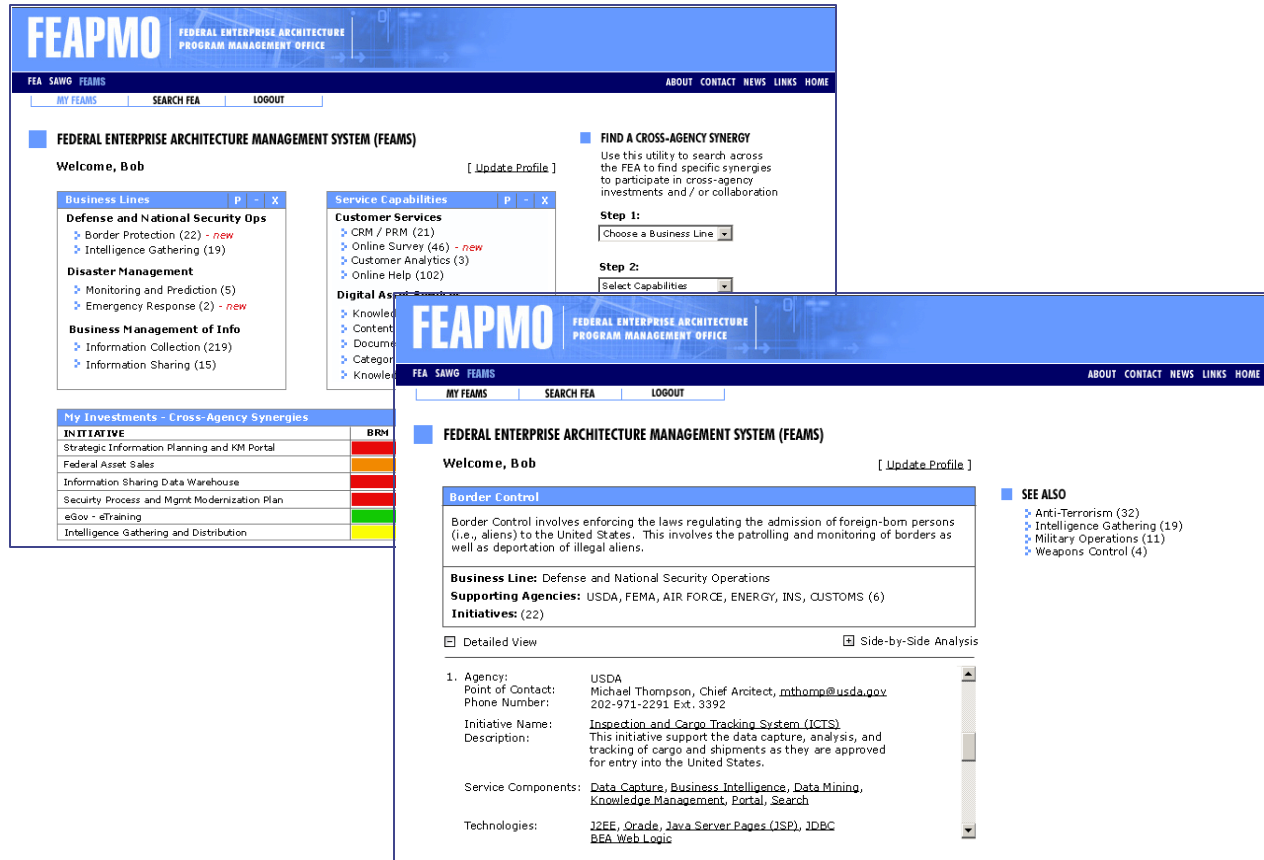 FEAPMO
FEDERAL ENTERPRISE ARCHITECTURE
PROGRAM MANAGEMENT OFFICE
FEA SAWG FEAMS
ABOUT CONTACT NEWS LINKS HOME
MY FEAMS SEARCH FEA LOGOUT
FEDERAL ENTERPRISE ARCHITECTURE MANAGEMENT SYSTEM (FEAMS)
Welcome, Bob
[ Update Profile ]
Business Lines P - X
Defense and National Security Ops
Border Protection (22) - new
Intelligence Gathering (19)
Disaster Management
Monitoring and Prediction (5)
Emergency Response (2) - new
Business Management of Info
Information Collection (219)
Information Sharing (15)
Service Capabilities P - X
Customer Services
CRM / PRM (21)
Online Survey (46) - new
Customer Analytics (3)
Online Help (102)
Digital Asset Services
Knowled
Content
Docume
Categor
Knowled
FIND A CROSS-AGENCY SYNERGY
Use this utility to search across
the FEA to find specific synergies
to participate in cross-agency
investments and / or collaboration
Step 1:
Choose a Business Line
Step 2:
Select Capabilities
My Investments - Cross-Agency Synergies
INITIATIVE BRM
Strategic Information Planning and KM Portal
Federal Asset Sales
Information Sharing Data Warehouse
Secuirty Process and Mgmt Modernization Plan
eGov - eTraining
Intelligence Gathering and Distribution
FEAPMO
FEDERAL ENTERPRISE ARCHITECTURE
PROGRAM MANAGEMENT OFFICE
FEA SAWG FEAMS
ABOUT CONTACT NEWS LINKS HOME
MY FEAMS SEARCH FEA LOGOUT
FEDERAL ENTERPRISE ARCHITECTURE MANAGEMENT SYSTEM (FEAMS)
Welcome, Bob
[ Update Profile ]
Border Control
Border Control involves enforcing the laws regulating the admission of foreign-born persons
(i.e., aliens) to the United States. This involves the patrolling and monitoring of borders as
well as deportation of illegal aliens.
Business Line: Defense and National Security Operations
Supporting Agencies: USDA, FEMA, AIR FORCE, ENERGY, INS, CUSTOMS (6)
Initiatives: (22)
Detailed View
Side-by-Side Analysis
1. Agency: USDA
Point of Contact: Michael Thompson, Chief Arcitect, mthomp@usda.gov
Phone Number: 202-971-2291 Ext. 3392
Initiative Name: Inspection and Cargo Tracking System (ICTS)
Description: This initiative support the data capture, analysis, and
tracking of cargo and shipments as they are approved
for entry into the United States.
Service Components: Data Capture, Business Intelligence, Data Mining,
Knowledge Management, Portal, Search
Technologies: J2EE, Oracle, Java Server Pages (JSP), JDBC
BEA Web Logic
SEE ALSO
Anti-Terrorism (32)
Intelligence Gathering (19)
Military Operations (11)
Weapons Control (4)